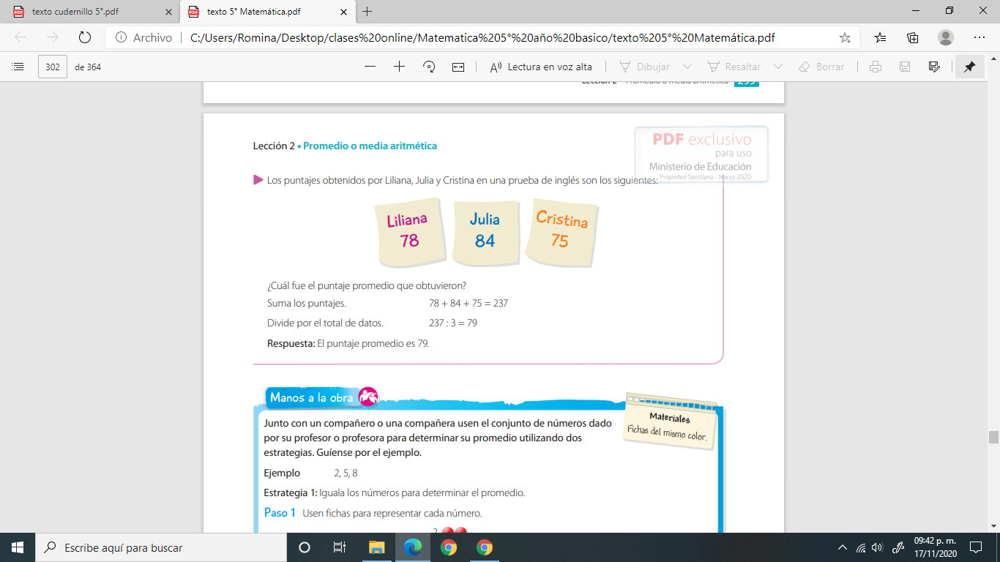 texto cudernillo 5°.pdf
texto 5° Matemática.pdf
Archivo
C:/Users/Romina/Desktop/clases%20online/Matematica%205°%20año%20basico/texto%205°%20Matemática.pdf
302 de 364
Lectura en voz alta
Dibujar
Resaltar
Borrar
Lección 2 • Promedio o media aritmética 299
Lección 2 • Promedio o media aritmética
PDF exclusivo
para uso
Ministerio de Educación
Propiedad Santillana - Marzo 2020
Los puntajes obtenidos por Liliana, Julia y Cristina en una prueba de inglés son los siguientes:
Liliana
78
Julia
84
Cristina
75
¿Cuál fue el puntaje promedio que obtuvieron?
Suma los puntajes. 78 + 84 + 75 = 237
Divide por el total de datos. 237 : 3 = 79
Respuesta: El puntaje promedio es 79.
Manos a la obra
Materiales
Fichas del mismo color.
Junto con un compañero o una compañera usen el conjunto de números dado
por su profesor o profesora para determinar su promedio utilizando dos
estrategias. Guíense por el ejemplo.
Ejemplo 2, 5, 8
Estrategia 1: Iguala los números para determinar el promedio.
Paso 1 Usen fichas para representar cada número.
2
Escribe aquí para buscar
09:42 p. m.
17/11/2020